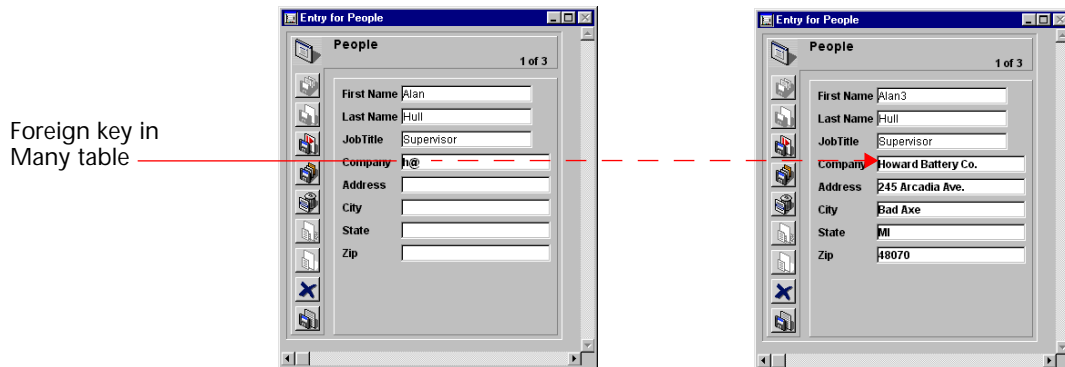 Foreign key in
Many table
Entry for People
People
1 of 3
First Name Alan
Last Name Hull
JobTitle Supervisor
Company h@
Address
City
State
Zip
Entry for People
People
1 of 3
First Name Alan3
Last Name Hull
JobTitle Supervisor
Company Howard Battery Co.
Address 245 Arcadia Ave.
City Bad Axe
State MI
Zip 48070